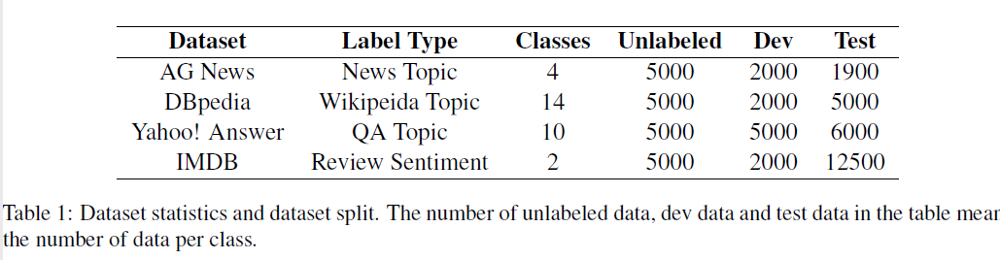 Dataset Label Type Classes Unlabeled Dev Test
AG News News Topic 4 5000 2000 1900
DBpedia Wikipeida Topic 14 5000 2000 5000
Yahoo! Answer QA Topic 10 5000 5000 6000
IMDB Review Sentiment 2 5000 2000 12500
Table 1: Dataset statistics and dataset split. The number of unlabeled data, dev data and test data in the table mean
the number of data per class.